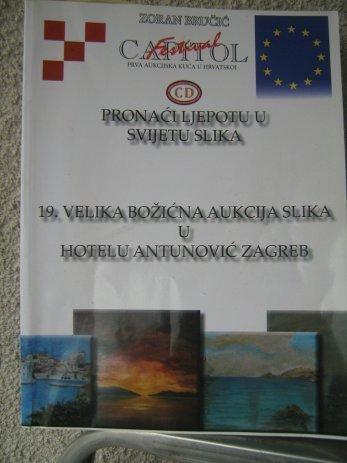 ZORAN BRUČIĆ
CAPITOL
Festival
PRVA AUKCIJSKA KUĆA U HRVATSKOJ
CD
PRONAĆI LJEPOTU U
SVIJETU SLIKA
19. VELIKA BOŽIĆNA AUKCIJA SLIKA
U
HOTELU ANTUNOVIĆ ZAGREB